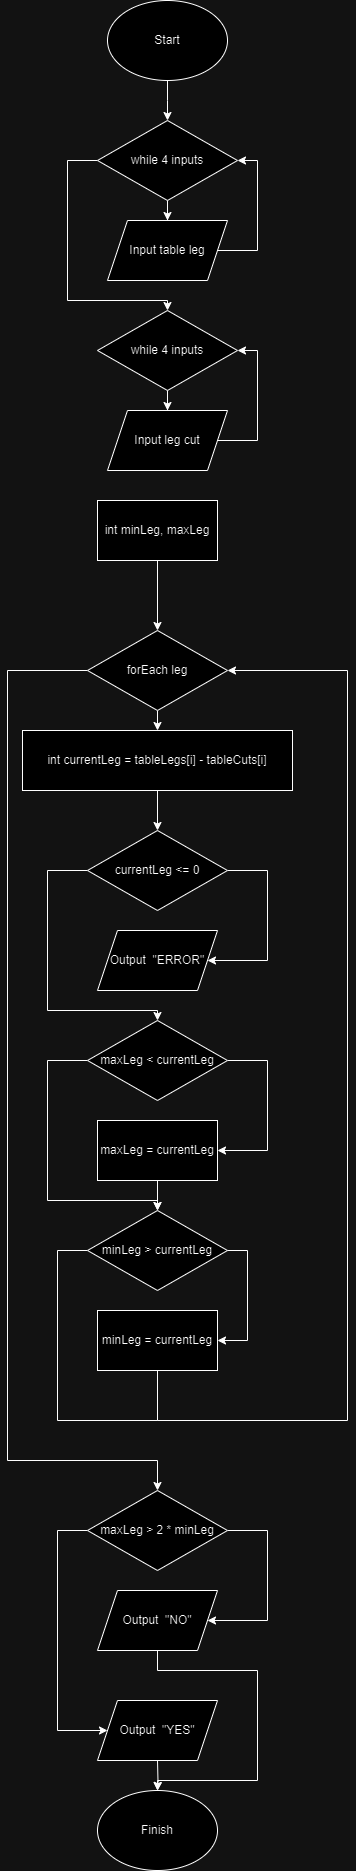 Start
while 4 inputs
Input table leg
while 4 inputs
Input leg cut
int minLeg, maxLeg
forEach leg
int currentLeg = tableLegs[i] - tableCuts[i]
currentLeg <= 0
Output "ERROR"
maxLeg < currentLeg
maxLeg = currentLeg
minLeg > currentLeg
minLeg = currentLeg
maxLeg > 2 * minLeg
Output "NO"
Output "YES"
Finish